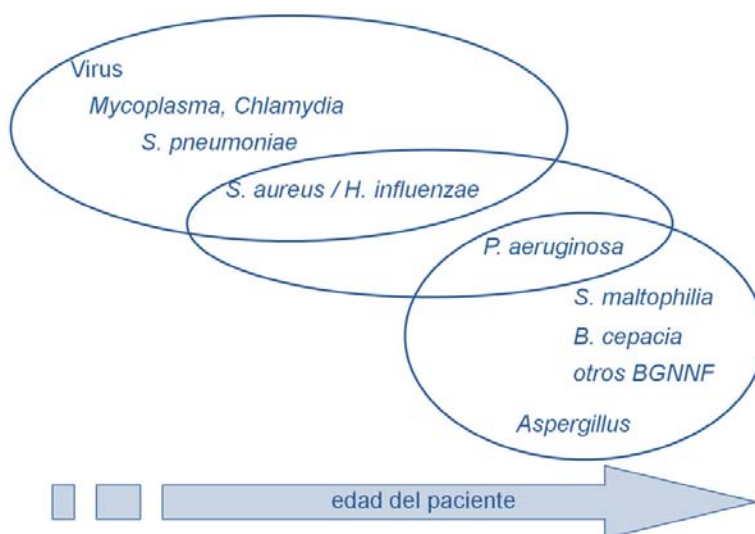 Virus
Mycoplasma, Chlamydia
S. pneumoniae
S. aureus / H. influenzae
P. aeruginosa
S. maltophilia
B. cepacia
otros BGNNF
Aspergillus
edad del paciente